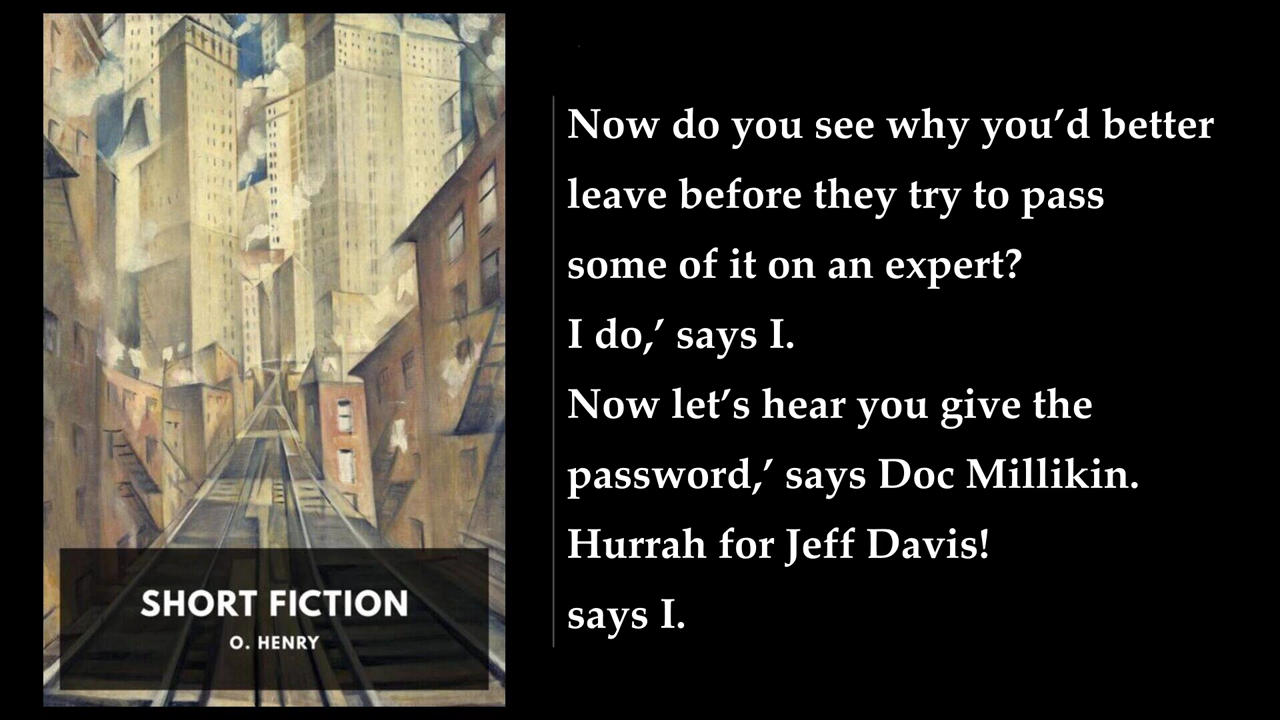 SHORT FICTION
O. HENRY
Now do you see why you’d better
leave before they try to pass
some of it on an expert?
I do,’ says I.
Now let’s hear you give the
password,’ says Doc Millikin.
Hurrah for Jeff Davis!
says I.